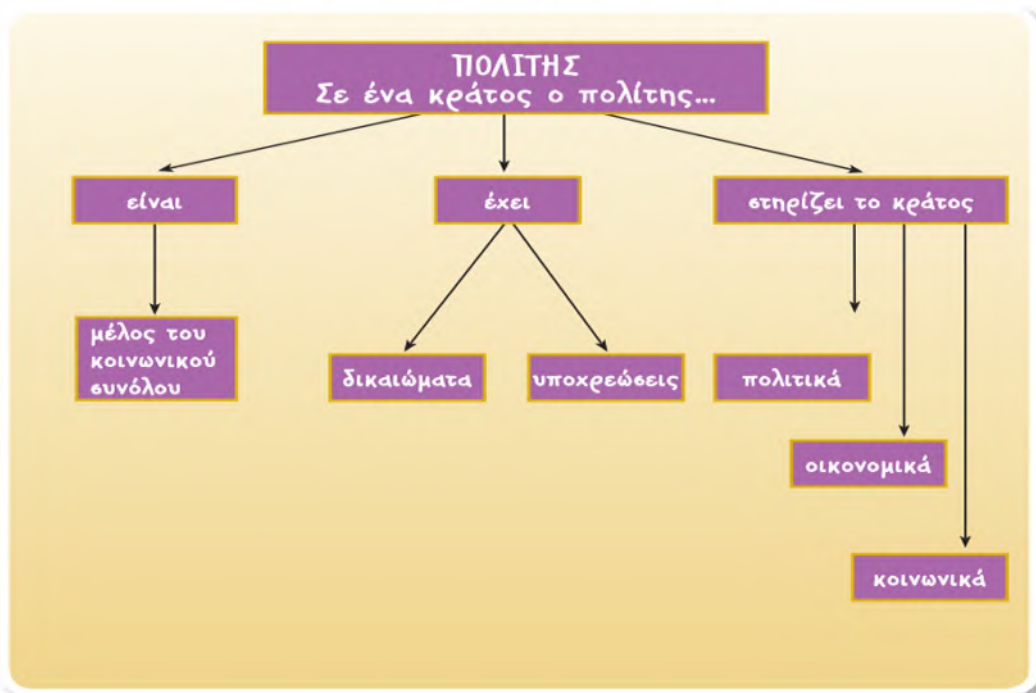 ΠΟΛΙΤΗΣ
Σε ένα κράτος ο πολίτης...
είναι
έχει
στηρίζει το κράτος
μέλος του
κοινωνικού
συνόλου
δικαιώματα
υποχρεώσεις
πολιτικά
οικονομικά
κοινωνικά